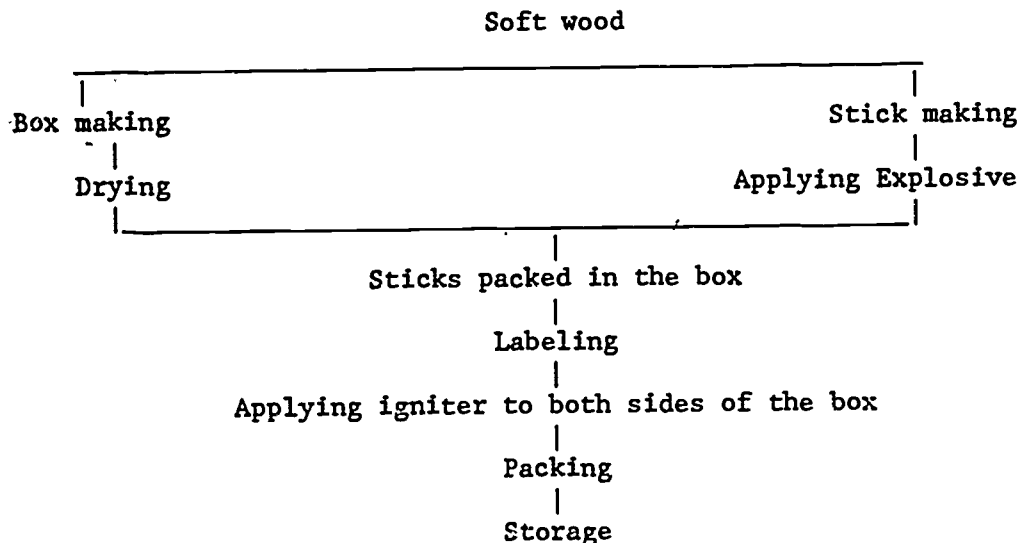 Soft wood
Box making Stick making
Drying Applying Explosive
Sticks packed in the box
Labeling
Applying igniter to both sides of the box
Packing
Storage